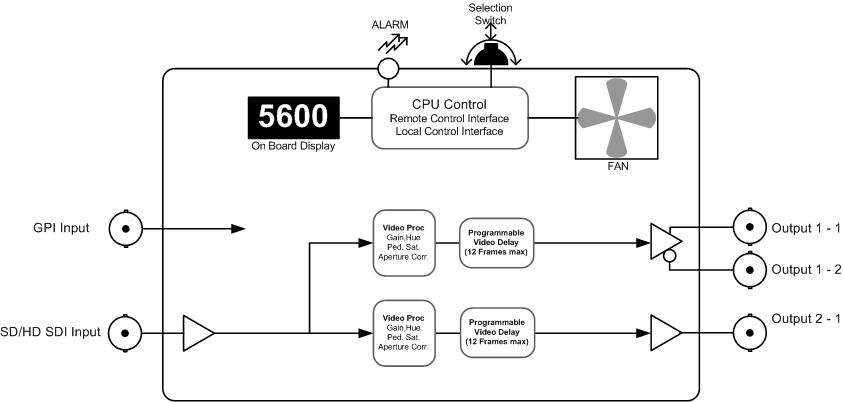 Selection
Switch
ALARM
5600
On Board Display
CPU Control
Remote Control Interface
Local Control Interface
FAN
GPI Input
Video Proc
Gain,Hue
Ped. Sat.
Aperture Corr.
Programmable
Video Delay
(12 Frames max)
Output 1 - 1
Output 1 - 2
SD/HD SDI Input
Video Proc
Gain,Hue
Ped. Sat.
Aperture Corr.
Programmable
Video Delay
(12 Frames max)
Output 2 - 1